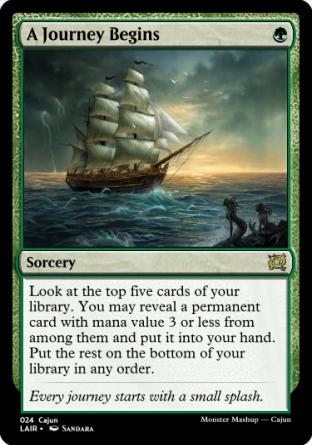 A Journey Begins
Sorcery
Look at the top five cards of your
library. You may reveal a permanent
card with mana value 3 or less from
among them and put it into your hand.
Put the rest on the bottom of your
library in any order.
Every journey starts with a small splash.
024 Cajun
Monster Mashup — Cajun
LAIR • Sandara